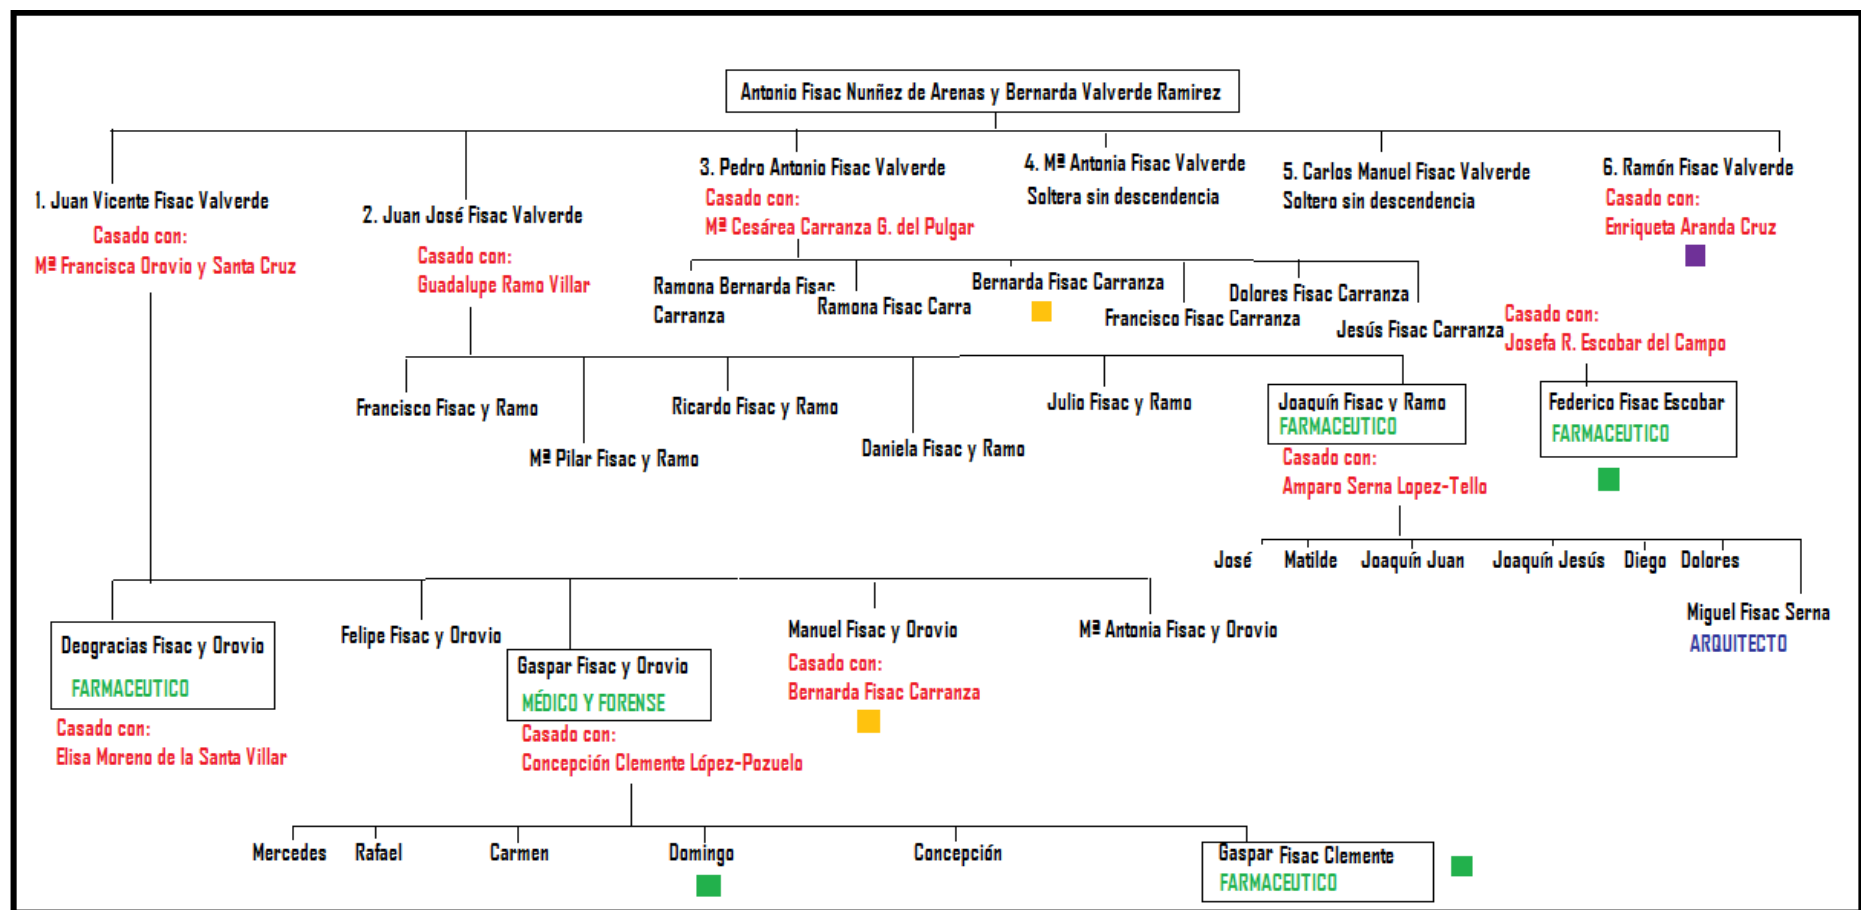 Antonio Fisac Nunñez de Arenas y Bernarda Valverde Ramirez
1. Juan Vicente Fisac Valverde
Casado con:
Mª Francisca Orovio y Santa Cruz
2. Juan José Fisac Valverde
Casado con:
Guadalupe Ramo Villar
3. Pedro Antonio Fisac Valverde
Casado con:
Mª Cesárea Carranza G. del Pulgar
4. Mª Antonia Fisac Valverde
Soltera sin descendencia
5. Carlos Manuel Fisac Valverde
Soltero sin descendencia
6. Ramón Fisac Valverde
Casado con:
Enriqueta Aranda Cruz
Ramona Bernarda Fisac
Carranza
Ramona Fisac Carra
Bernarda Fisac Carranza
Francisco Fisac Carranza
Dolores Fisac Carranza
Jesús Fisac Carranza
Casado con:
Josefa R. Escobar del Campo
Francisco Fisac y Ramo
Mª Pilar Fisac y Ramo
Ricardo Fisac y Ramo
Daniela Fisac y Ramo
Julio Fisac y Ramo
Joaquín Fisac y Ramo
FARMACEUTICO
Casado con:
Amparo Serna Lopez-Tello
Federico Fisac Escobar
FARMACEUTICO
José
Matilde
Joaquín Juan
Joaquín Jesús
Diego
Dolores
Miguel Fisac Serna
ARQUITECTO
Deogracias Fisac y Orovio
FARMACEUTICO
Casado con:
Elisa Moreno de la Santa Villar
Felipe Fisac y Orovio
Gaspar Fisac y Orovio
MÉDICO Y FORENSE
Casado con:
Concepción Clemente López-Pozuelo
Manuel Fisac y Orovio
Casado con:
Bernarda Fisac Carranza
Mª Antonia Fisac y Orovio
Mercedes
Rafael
Carmen
Domingo
Concepción
Gaspar Fisac Clemente
FARMACEUTICO